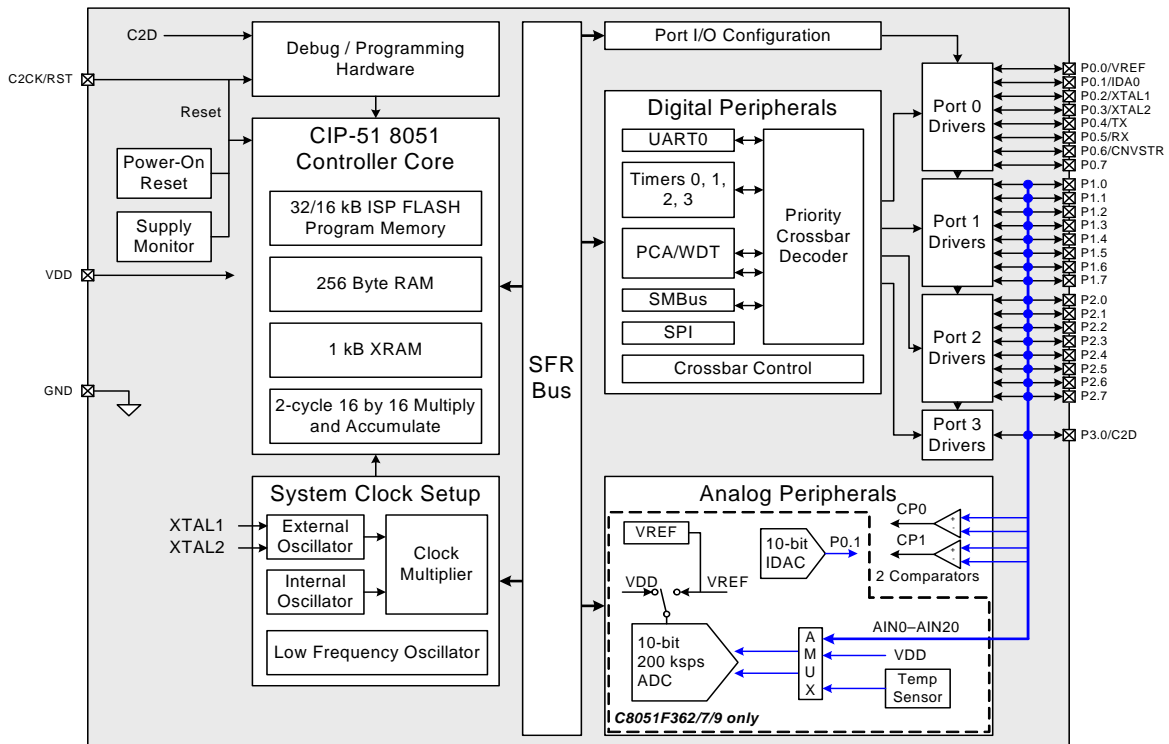 C2D
C2CK/RST
Reset
Power-On
Reset
Supply
Monitor
VDD
GND
Debug / Programming
Hardware
CIP-51 8051
Controller Core
32/16 kB ISP FLASH
Program Memory
256 Byte RAM
1 kB XRAM
2-cycle 16 by 16 Multiply
and Accumulate
System Clock Setup
XTAL1
XTAL2
External
Oscillator
Internal
Oscillator
Clock
Multiplier
Low Frequency Oscillator
SFR
Bus
Port I/O Configuration
Digital Peripherals
UART0
Timers 0, 1,
2, 3
PCA/WDT
SMBus
SPI
Priority
Crossbar
Decoder
Crossbar Control
Port 0
Drivers
Port 1
Drivers
Port 2
Drivers
Port 3
Drivers
P0.0/VREF
P0.1/IDA0
P0.2/XTAL1
P0.3/XTAL2
P0.4/TX
P0.5/RX
P0.6/CNVSTR
P0.7
P1.0
P1.1
P1.2
P1.3
P1.4
P1.5
P1.6
P1.7
P2.0
P2.1
P2.2
P2.3
P2.4
P2.5
P2.6
P2.7
P3.0/C2D
Analog Peripherals
VREF
VDD
VREF
10-bit
IDAC
P0.1
CP0
+
-
CP1
+
-
2 Comparators
10-bit
200 ksps
ADC
A
M
U
X
AIN0–AIN20
VDD
Temp
Sensor
C8051F362/7/9 only